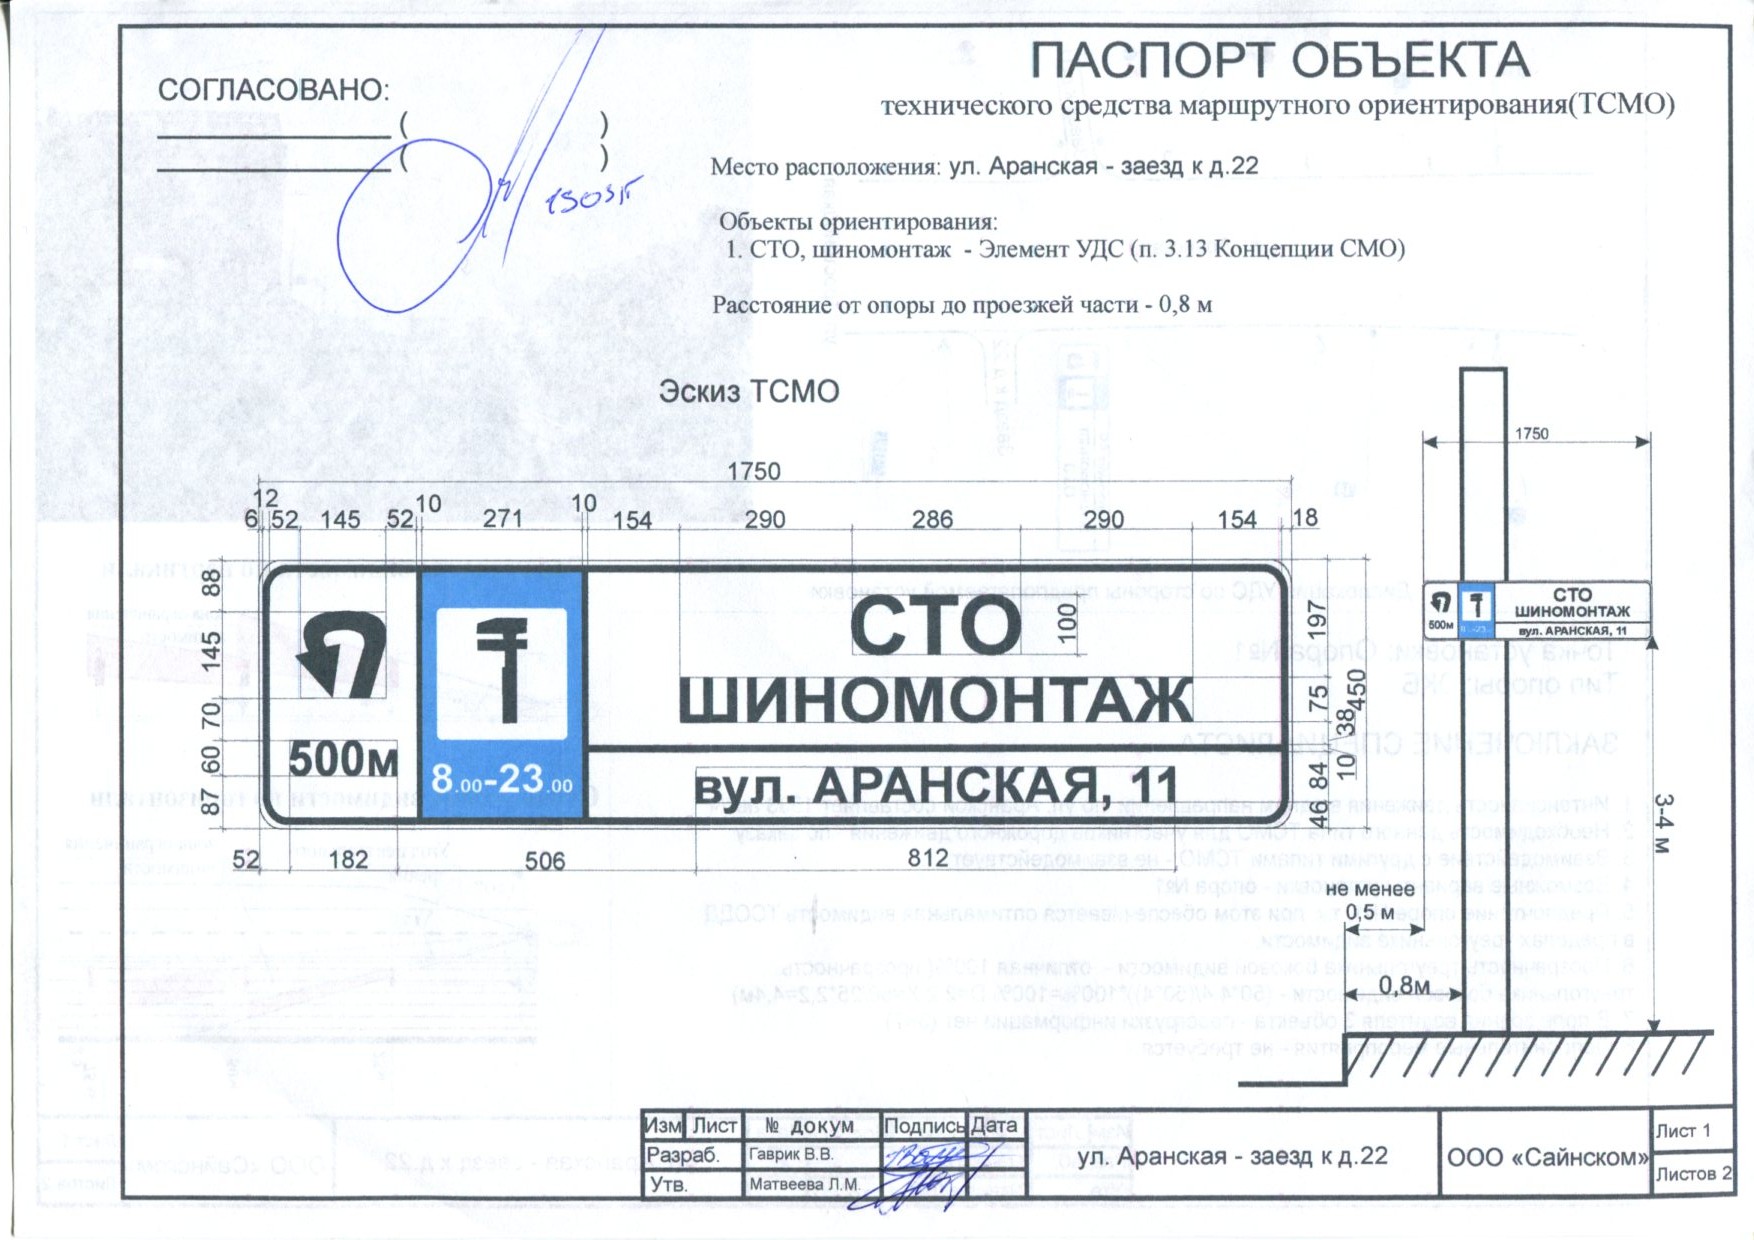 СОГЛАСОВАНО:
( )
( )
ПАСПОРТ ОБЪЕКТА
технического средства маршрутного ориентирования(ТСМО)
Место расположения: ул. Аранская - заезд к д.22
Объекты ориентирования:
1. СТО, шиномонтаж - Элемент УДС (п. 3.13 Концепции СМО)
Расстояние от опоры до проезжей части - 0,8 м
Эскиз ТСМО
1750
12 10 10
6 52 145 52 271 154 290 286 290 154 18
88 145 70 60 87
500м
8.00-23.00
СТО
ШИНОМОНТАЖ
вул. АРАНСКАЯ, 11
100
197 75 38 10 84 46
450
52 182 506 812
1750
500м
СТО
ШИНОМОНТАЖ
вул. АРАНСКАЯ, 11
3-4 м
не менее
0,5 м
0,8м
Изм Лист № докум Подпись Дата
Разраб. Гаврик В.В.
Утв. Матвеева Л.М.
ул. Аранская - заезд к д.22
ООО «Сайнском»
Лист 1
Листов 2